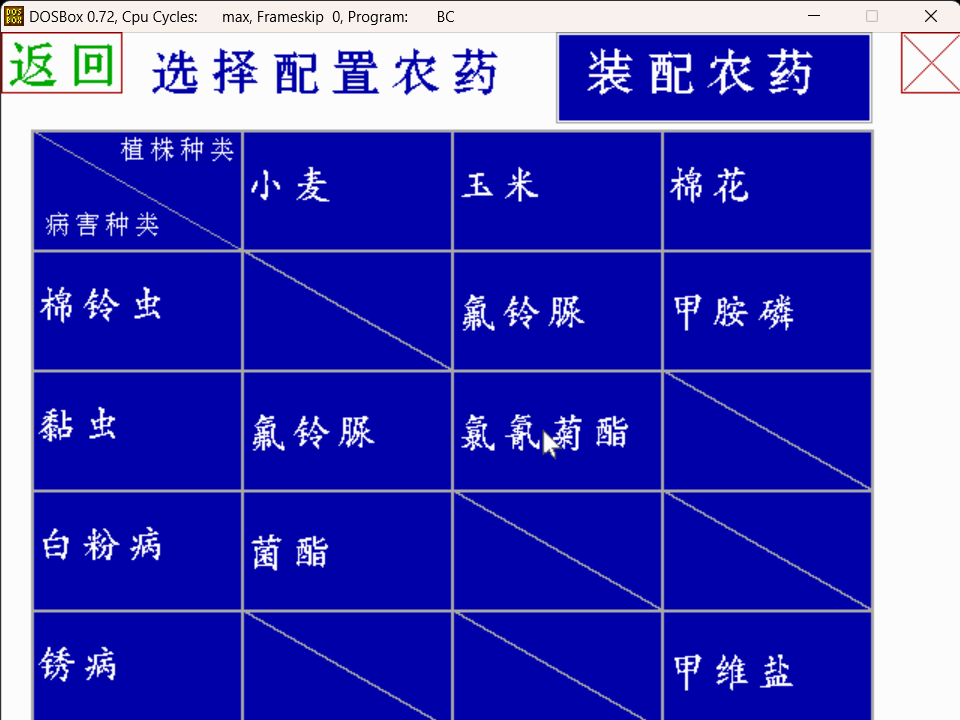 DOSBox 0.72, Cpu Cycles: max, Frameskip 0, Program: BC
返回 选择配置农药 装配农药
植株种类
病害种类
小麦 玉米 棉花
棉铃虫 氟铃脲 甲胺磷
黏虫 氟铃脲 氯氰菊酯
白粉病 菌酯
锈病 甲维盐